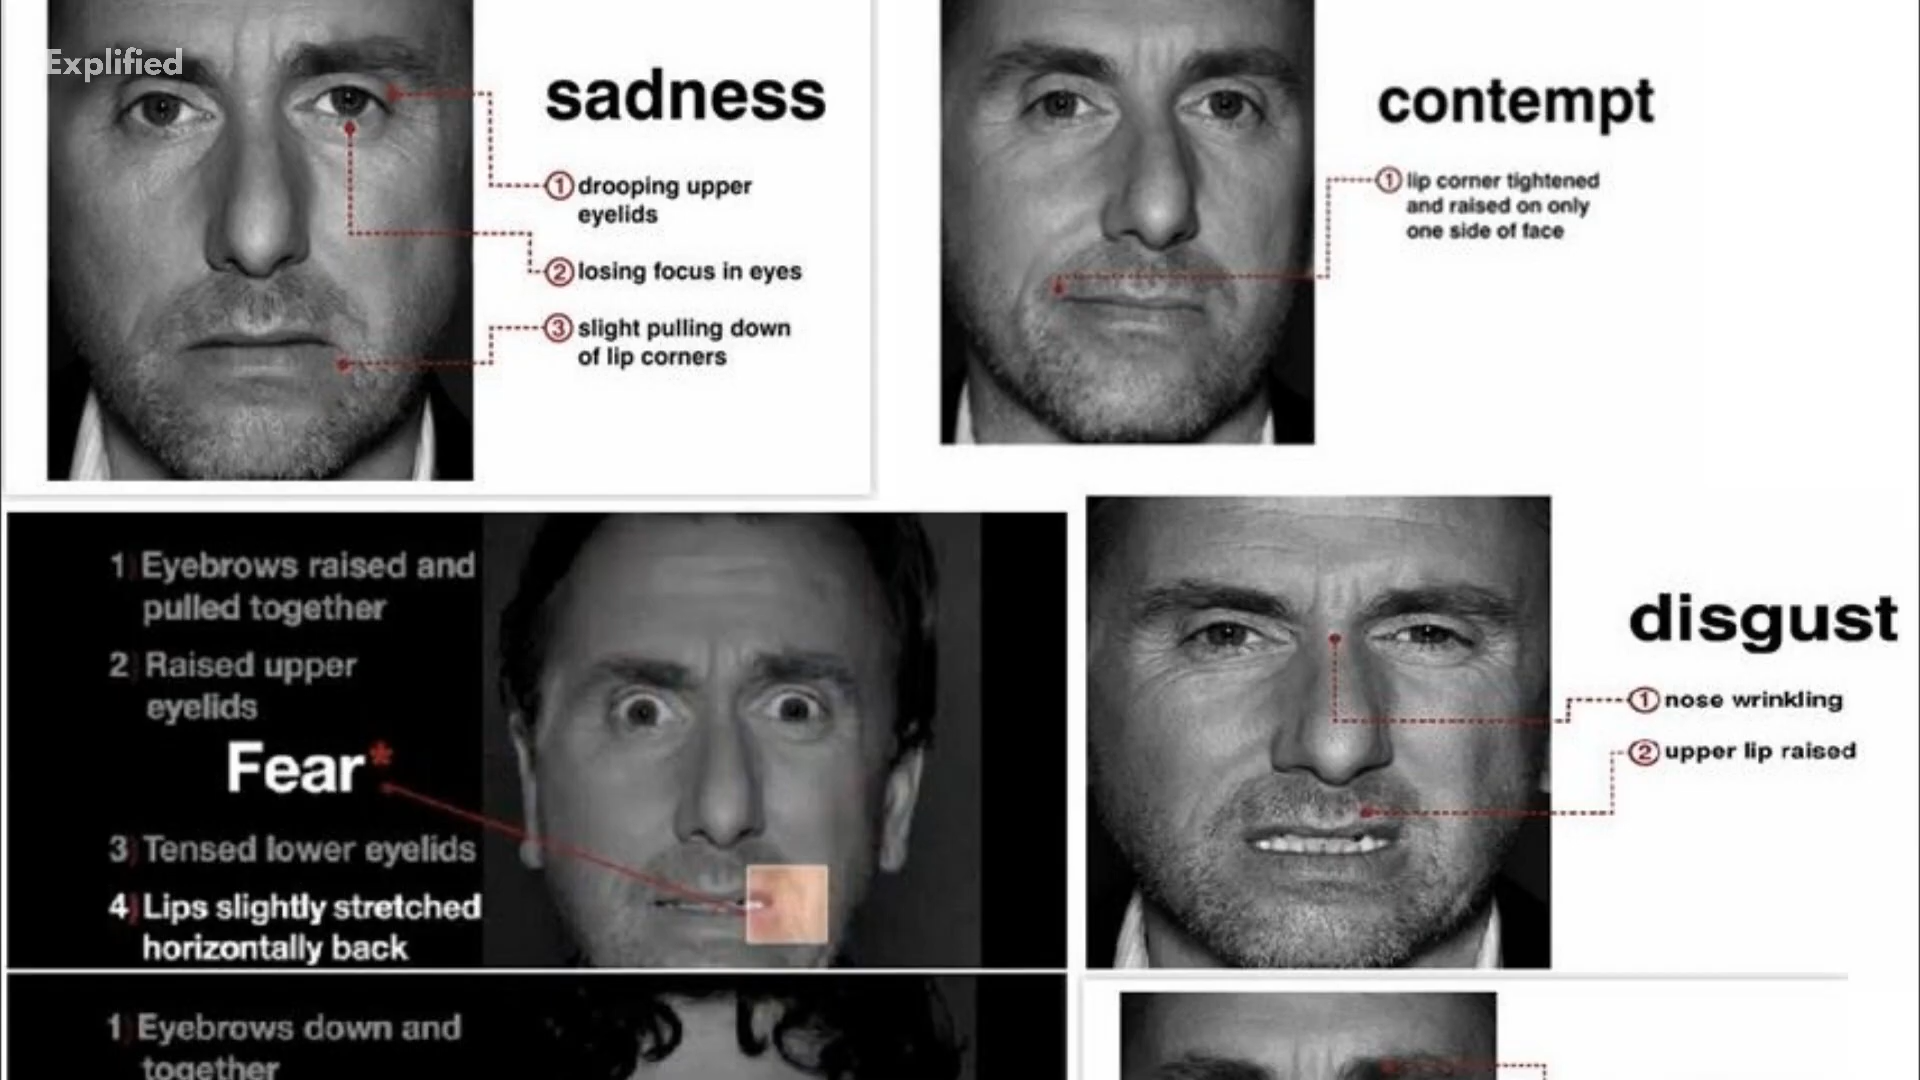 Explified
sadness
1 drooping upper
eyelids
2 losing focus in eyes
3 slight pulling down
of lip corners
contempt
1 lip corner tightened
and raised on only
one side of face
1) Eyebrows raised and
pulled together
2) Raised upper
eyelids
Fear*
3) Tensed lower eyelids
4) Lips slightly stretched
horizontally back
disgust
1 nose wrinkling
2 upper lip raised
1) Eyebrows down and
together